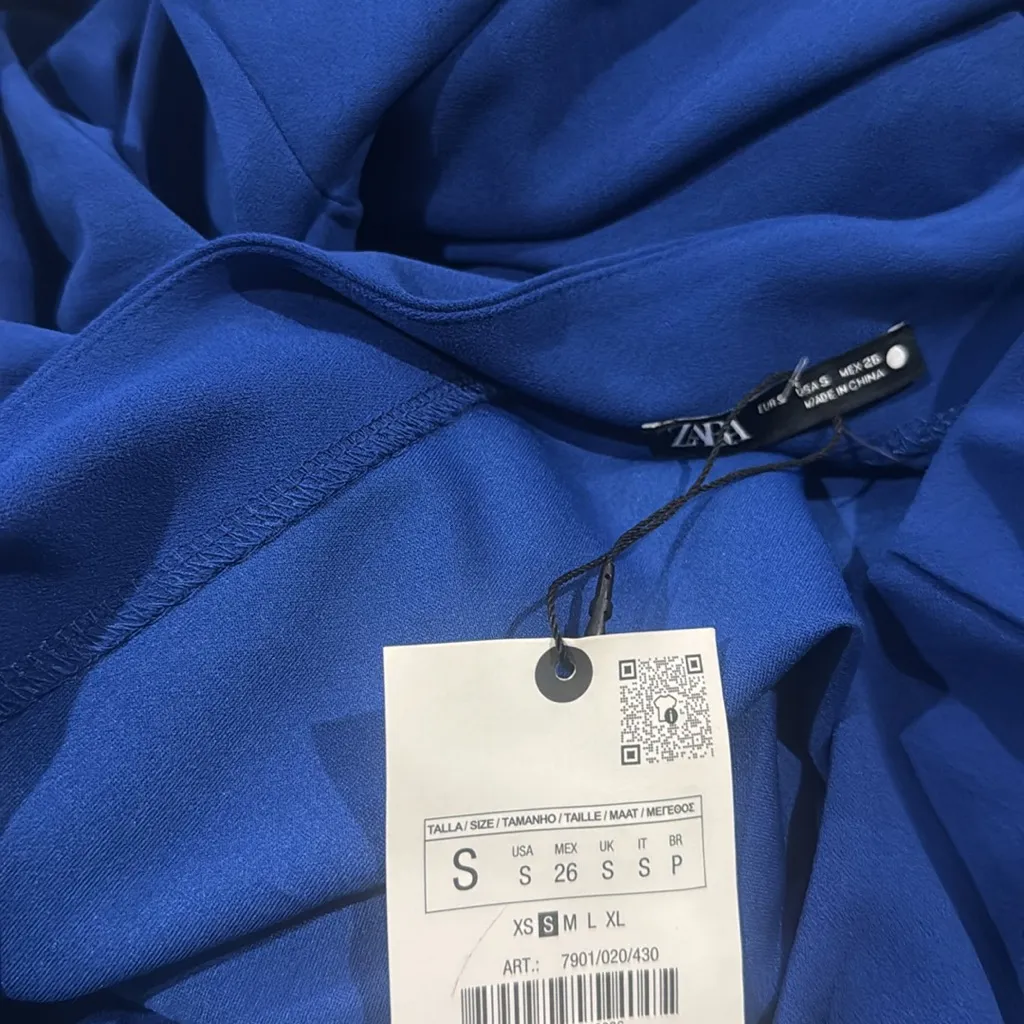 ZARA
EUR S USA S MEX 26
MADE IN CHINA
TALLA / SIZE / TAMANHO / TAILLE / MAAT / ΜΕΓΕΘΟΣ
S
USA MEX UK IT BR
S 26 S S P
XS S M L XL
ART.: 7901/020/430